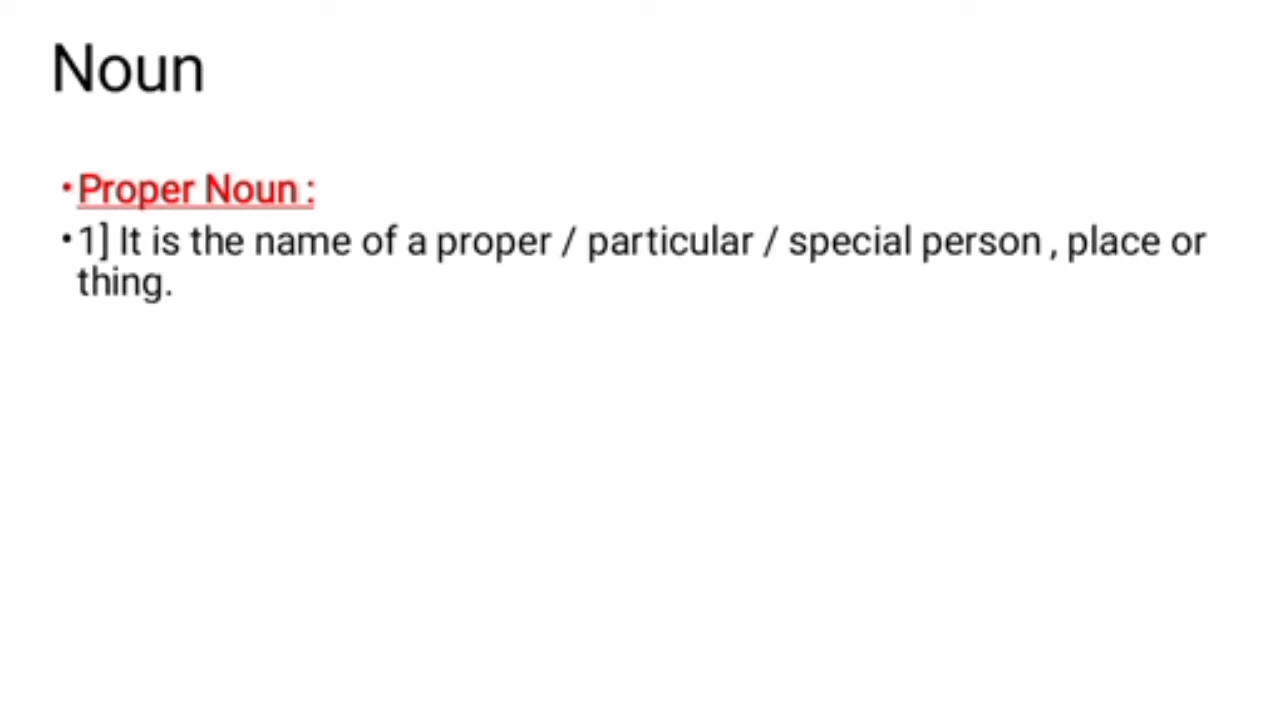 Noun
•Proper Noun :
•1] It is the name of a proper / particular / special person , place or
thing.